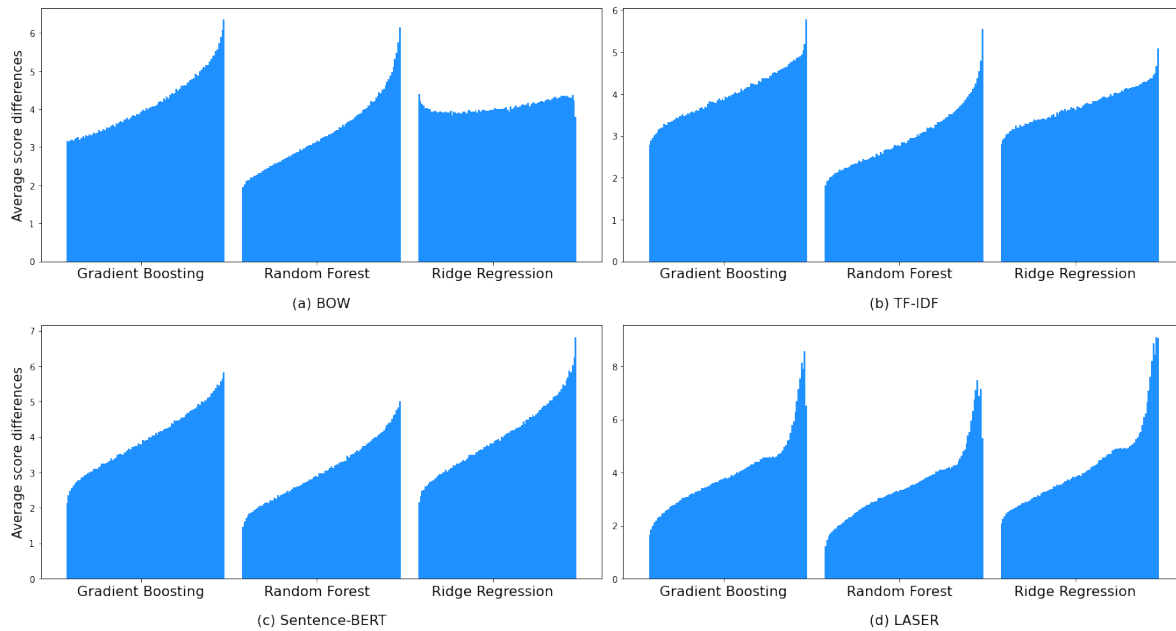 Average score differences
6
5
4
3
2
1
0
Gradient Boosting
Random Forest
Ridge Regression
(a) BOW
6
5
4
3
2
1
0
Gradient Boosting
Random Forest
Ridge Regression
(b) TF-IDF
Average score differences
7
6
5
4
3
2
1
0
Gradient Boosting
Random Forest
Ridge Regression
(c) Sentence-BERT
8
6
4
2
0
Gradient Boosting
Random Forest
Ridge Regression
(d) LASER